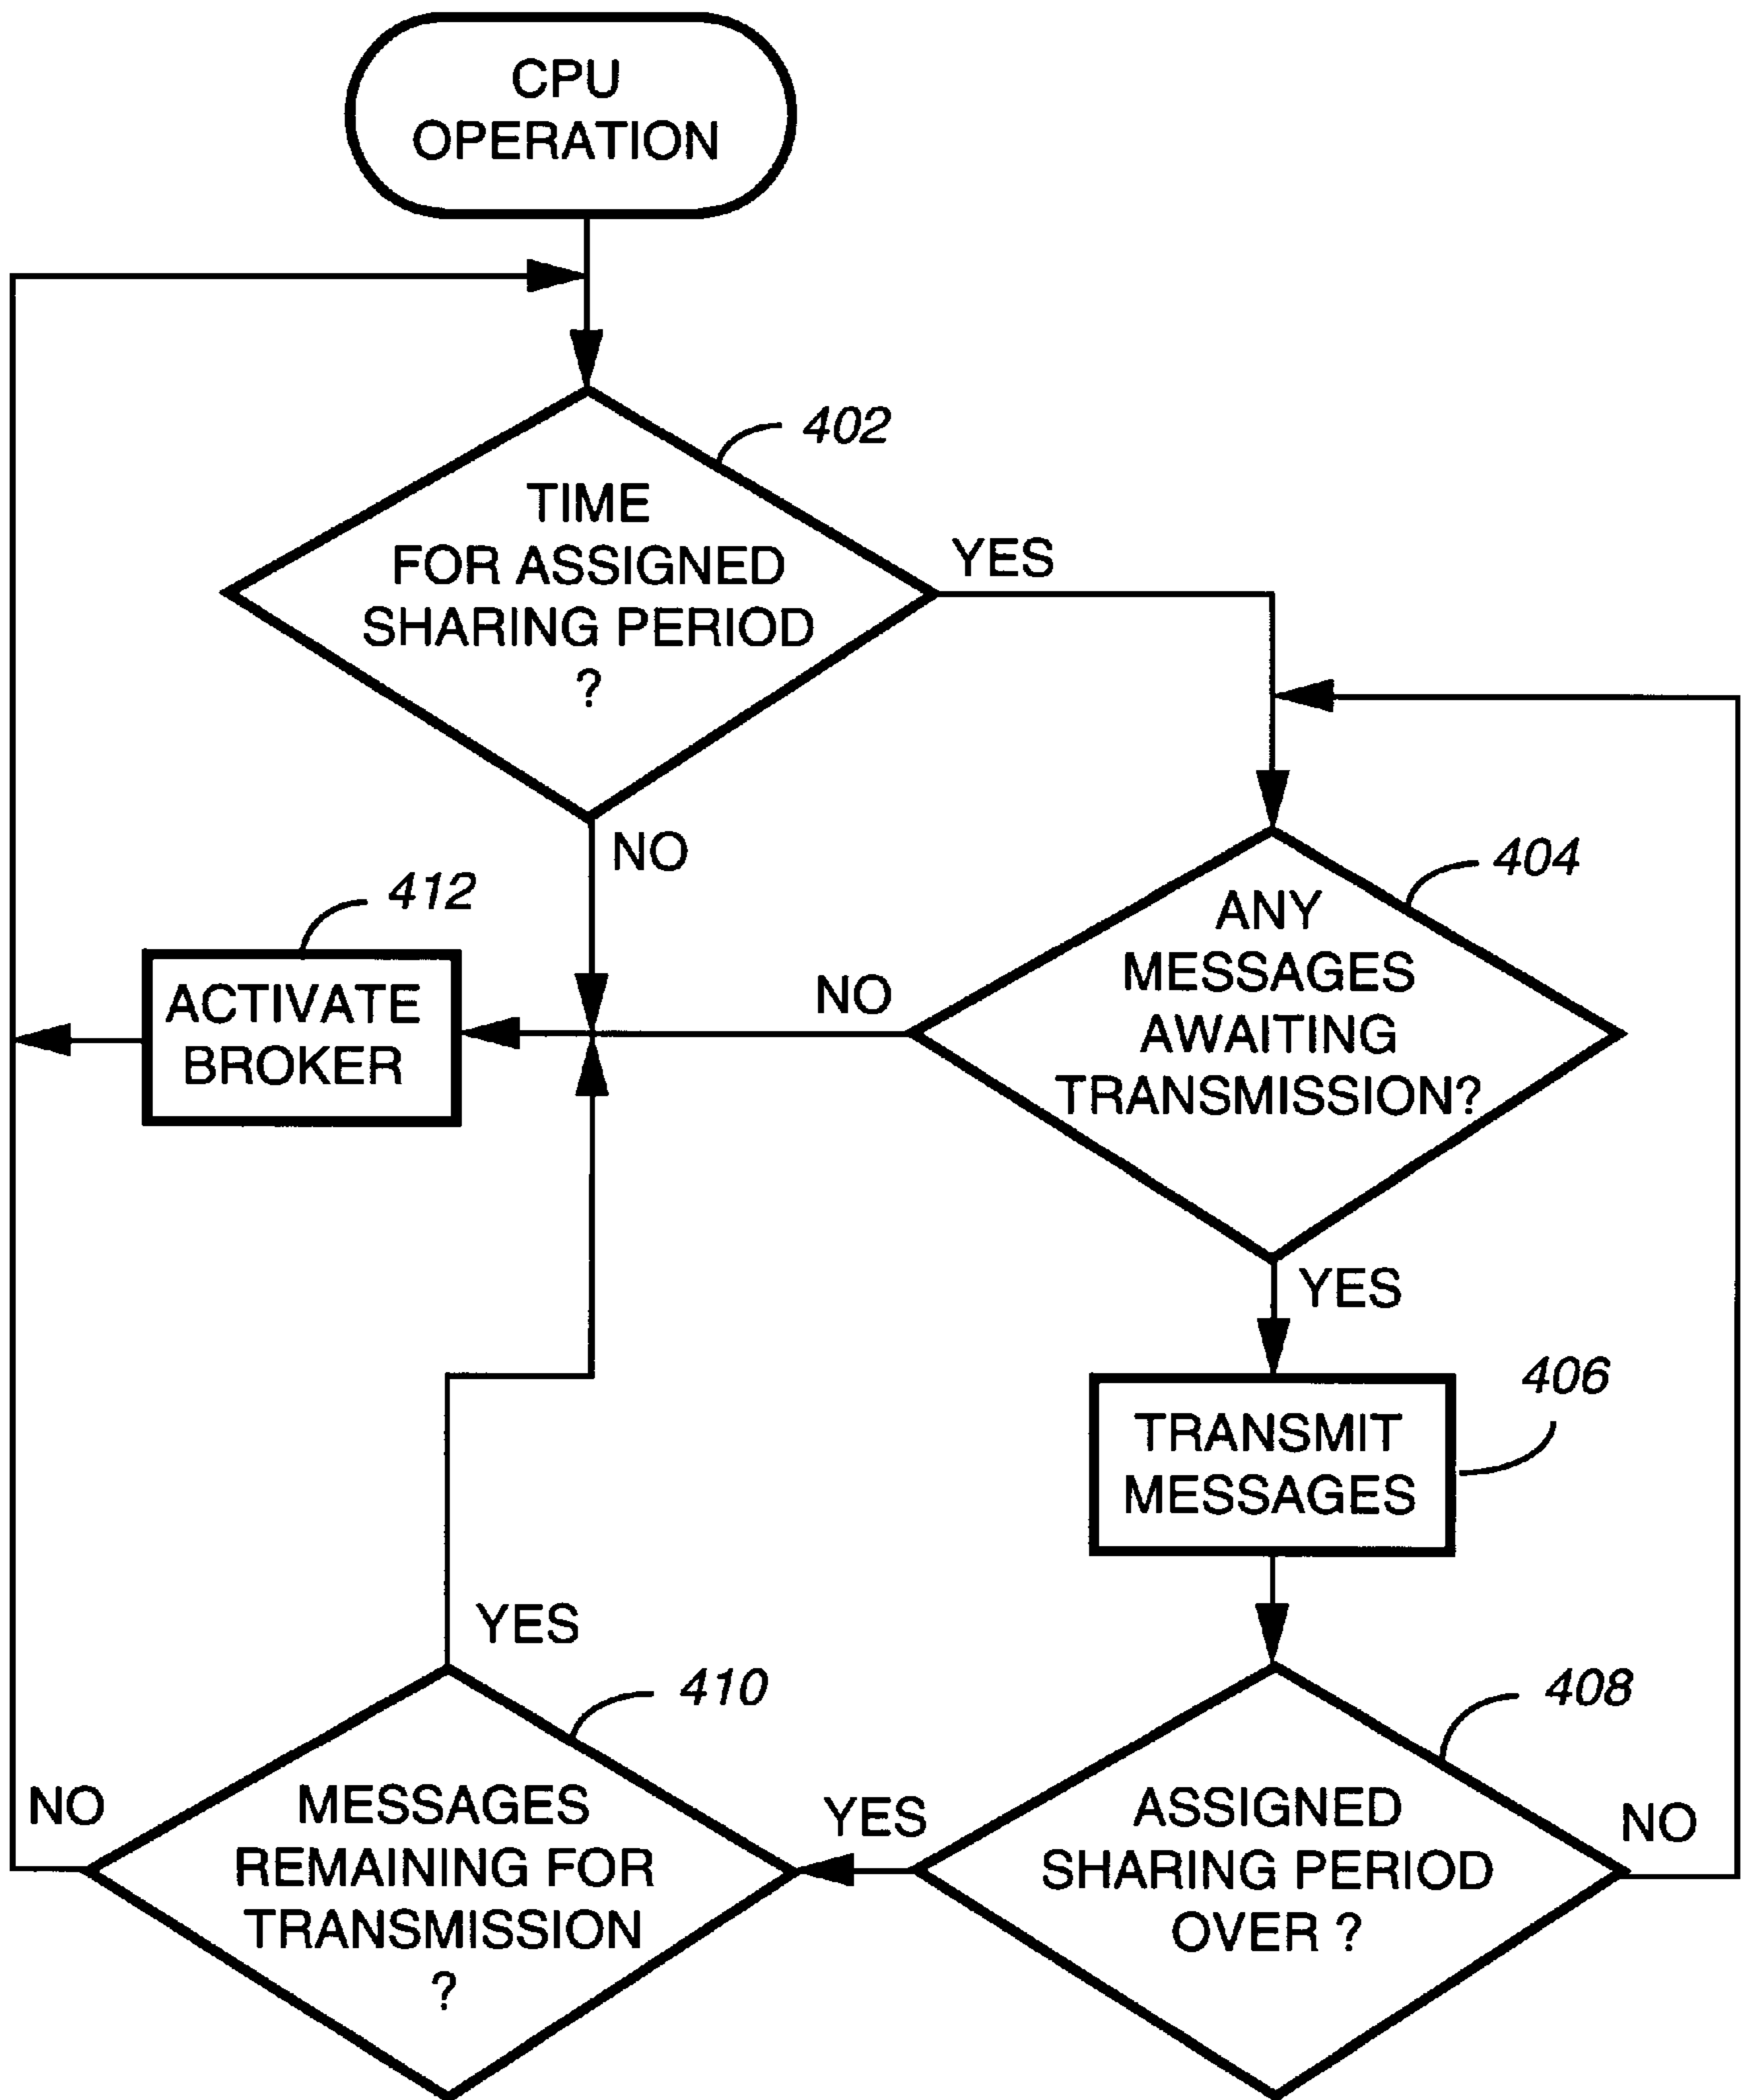 CPU
OPERATION
402
TIME
FOR ASSIGNED
SHARING PERIOD
?
YES
NO
412
ACTIVATE
BROKER
NO
404
ANY
MESSAGES
AWAITING
TRANSMISSION?
YES
406
TRANSMIT
MESSAGES
YES
410
MESSAGES
REMAINING FOR
TRANSMISSION
?
NO
YES
408
ASSIGNED
SHARING PERIOD
OVER ?
NO